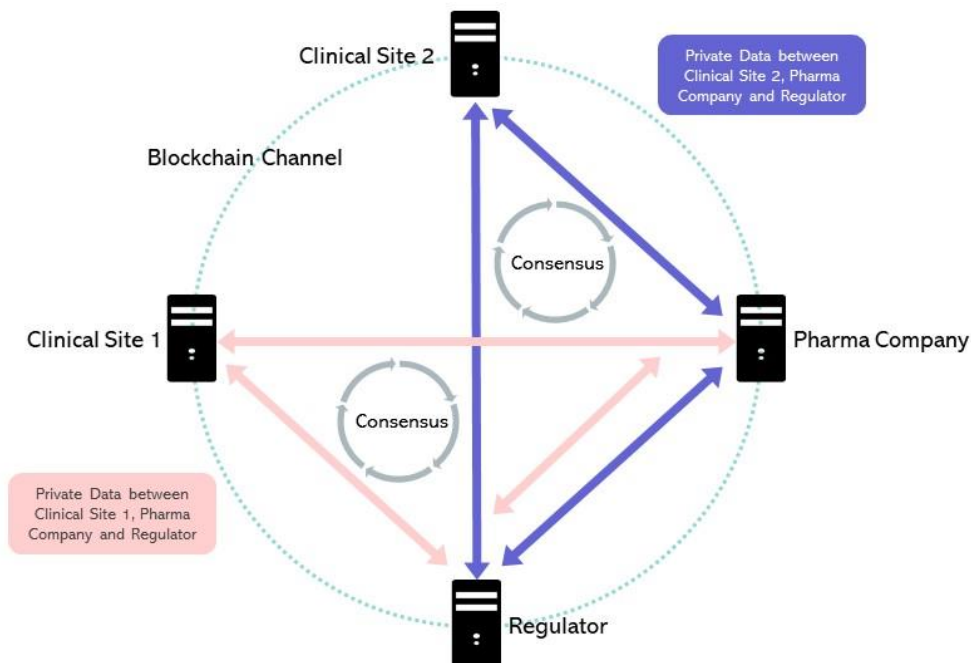 Clinical Site 2
Private Data between
Clinical Site 2, Pharma
Company and Regulator
Blockchain Channel
Consensus
Clinical Site 1
Pharma Company
Consensus
Private Data between
Clinical Site 1, Pharma
Company and Regulator
Regulator